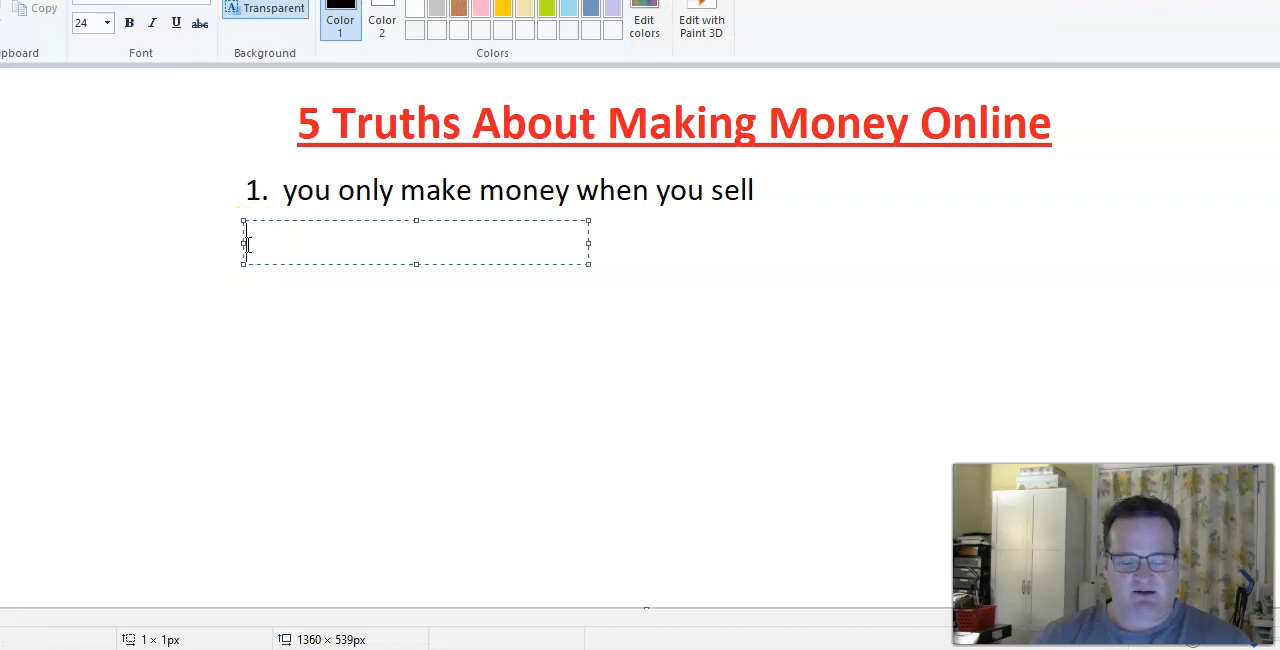 Copy
Transparent
24
B I U abc
Color
1
Color
2
Edit
colors
Edit with
Paint 3D
pboard
Font
Background
Colors
5 Truths About Making Money Online
1. you only make money when you sell
1 × 1px
1360 × 539px